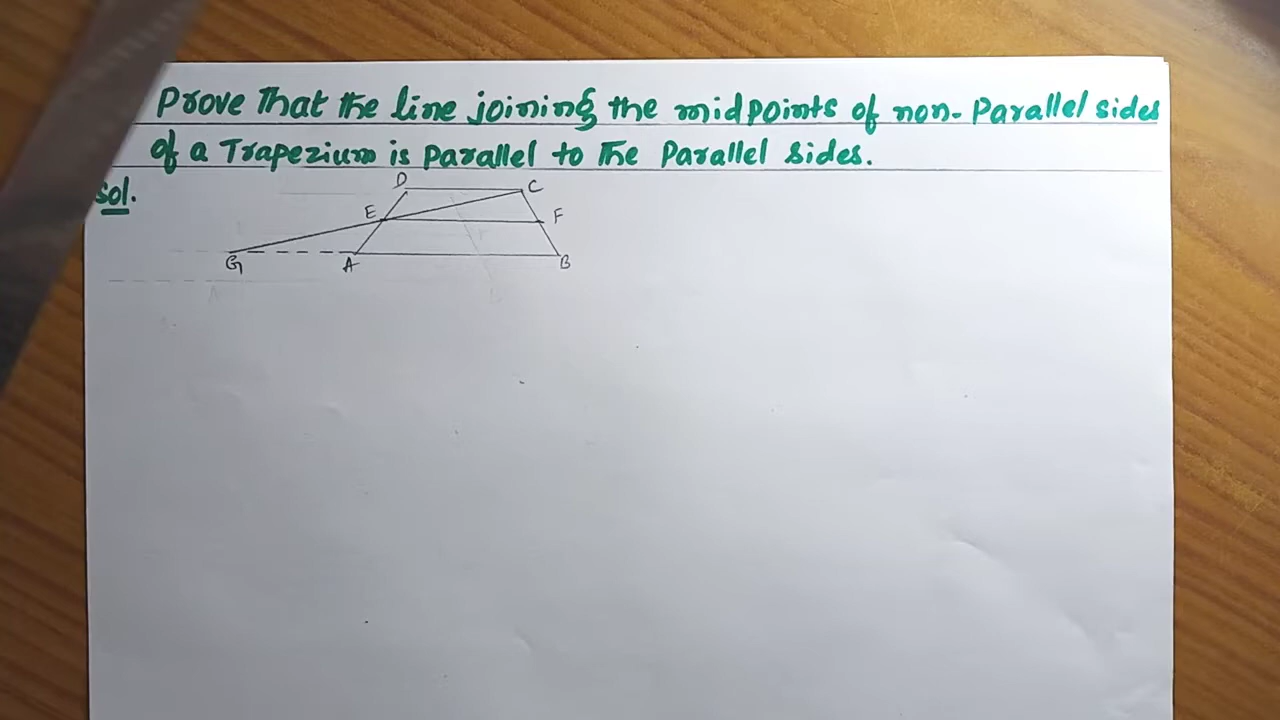 Prove That the line joining the midpoints of non-Parallel sides
of a Trapezium is parallel to The Parallel sides.
Sol.
D C
E F
G A B